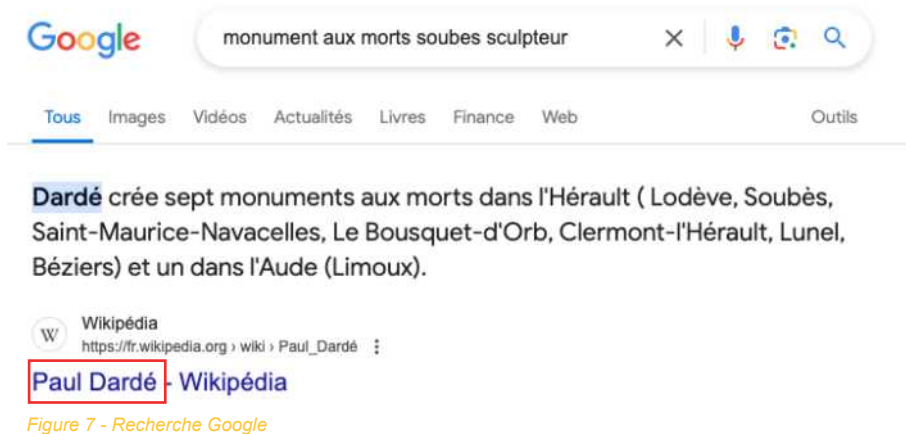 Google
monument aux morts soubes sculpteur
Tous Images Vidéos Actualités Livres Finance Web Outils
Dardé crée sept monuments aux morts dans l'Hérault ( Lodève, Soubès,
Saint-Maurice-Navacelles, Le Bousquet-d'Orb, Clermont-l'Hérault, Lunel,
Béziers) et un dans l'Aude (Limoux).
W
Wikipédia
https://fr.wikipedia.org › wiki › Paul_Dardé
Paul Dardé - Wikipédia
Figure 7 - Recherche Google